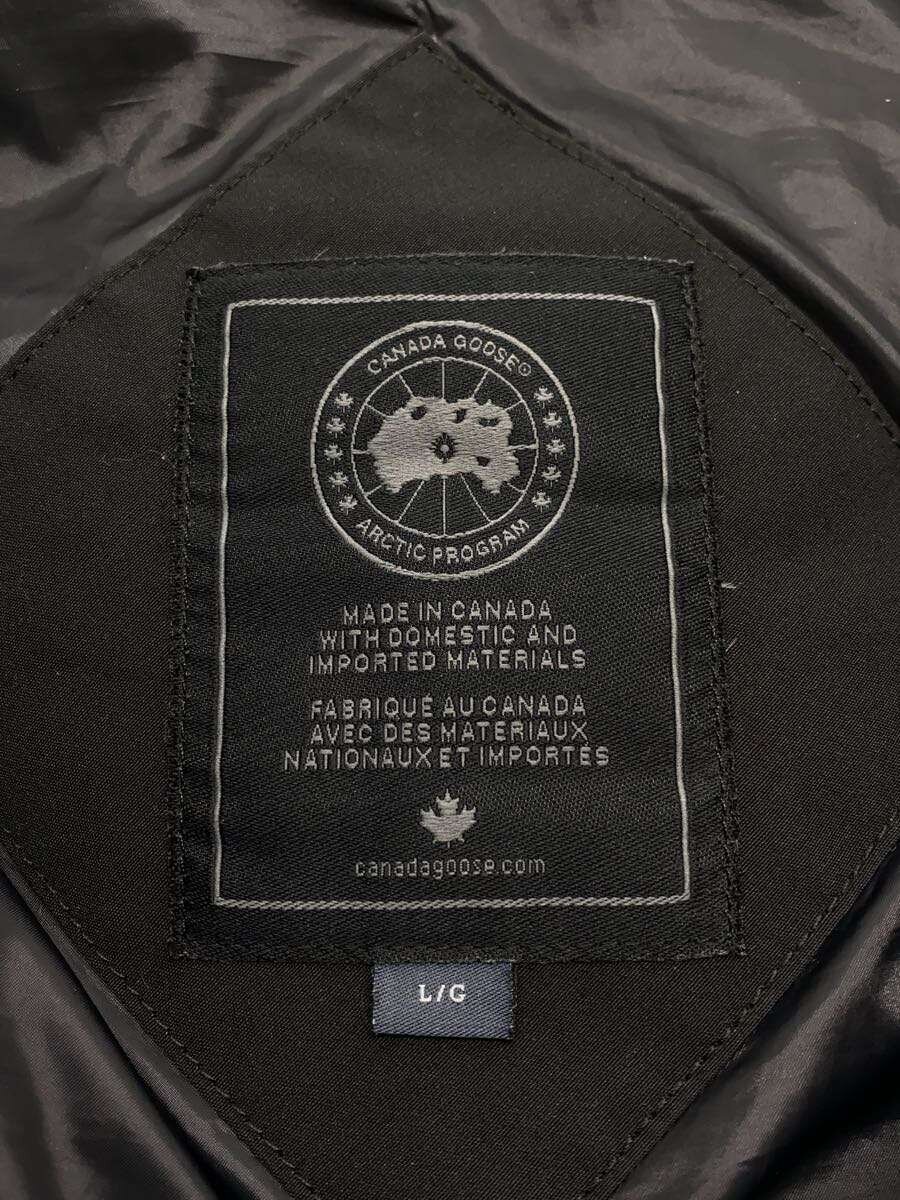 CANADA GOOSE
ARCTIC PROGRAM
MADE IN CANADA
WITH DOMESTIC AND
IMPORTED MATERIALS
FABRIQUÉ AU CANADA
AVEC DES MATÉRIAUX
NATIONAUX ET IMPORTÉS
canadagoose.com
L/G